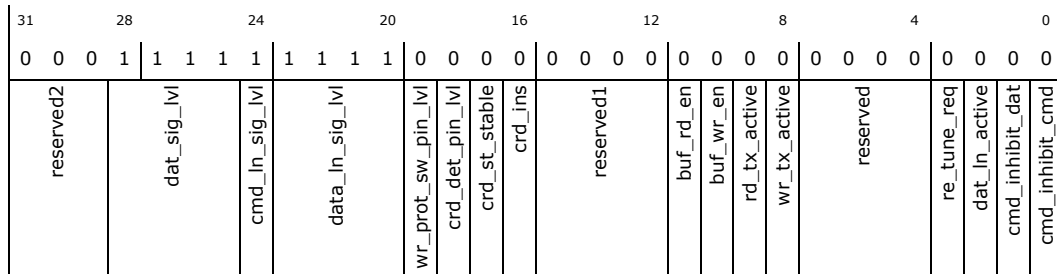 31 28 24 20 16 12 8 4 0
0 0 0 1 1 1 1 1 1 1 1 1 0 0 0 0 0 0 0 0 0 0 0 0 0 0 0 0 0 0 0 0
reserved2
dat_sig_lvl
cmd_ln_sig_lvl
data_ln_sig_lvl
wr_prot_sw_pin_lvl
crd_det_pin_lvl
crd_st_stable
crd_ins
reserved1
buf_rd_en
buf_wr_en
rd_tx_active
wr_tx_active
reserved
re_tune_req
dat_ln_active
cmd_inhibit_dat
cmd_inhibit_cmd